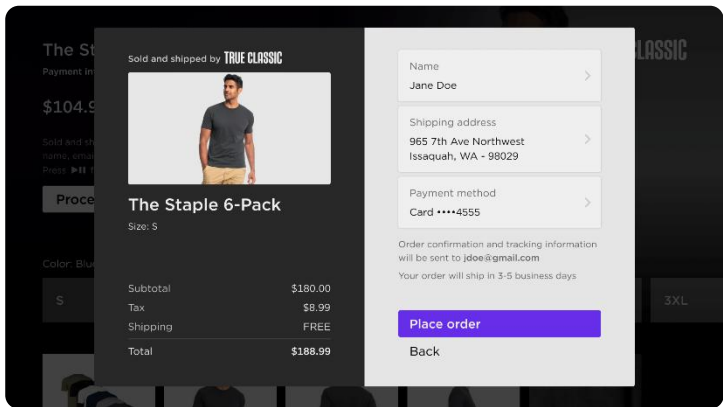 The St
Payment in
$104.9
Sold and sh
Press
Proce
Color: Blu
S
Sold and shipped by TRUE CLASSIC
The Staple 6-Pack
Size: S
Subtotal $180.00
Tax $8.99
Shipping FREE
Total $188.99
Name
Jane Doe
Shipping address
965 7th Ave Northwest
Issaquah, WA - 98029
Payment method
Card ••••4555
Order confirmation and tracking information
will be sent to jdoe@gmail.com
Your order will ship in 3-5 business days
Place order
Back
LASSIC
3XL